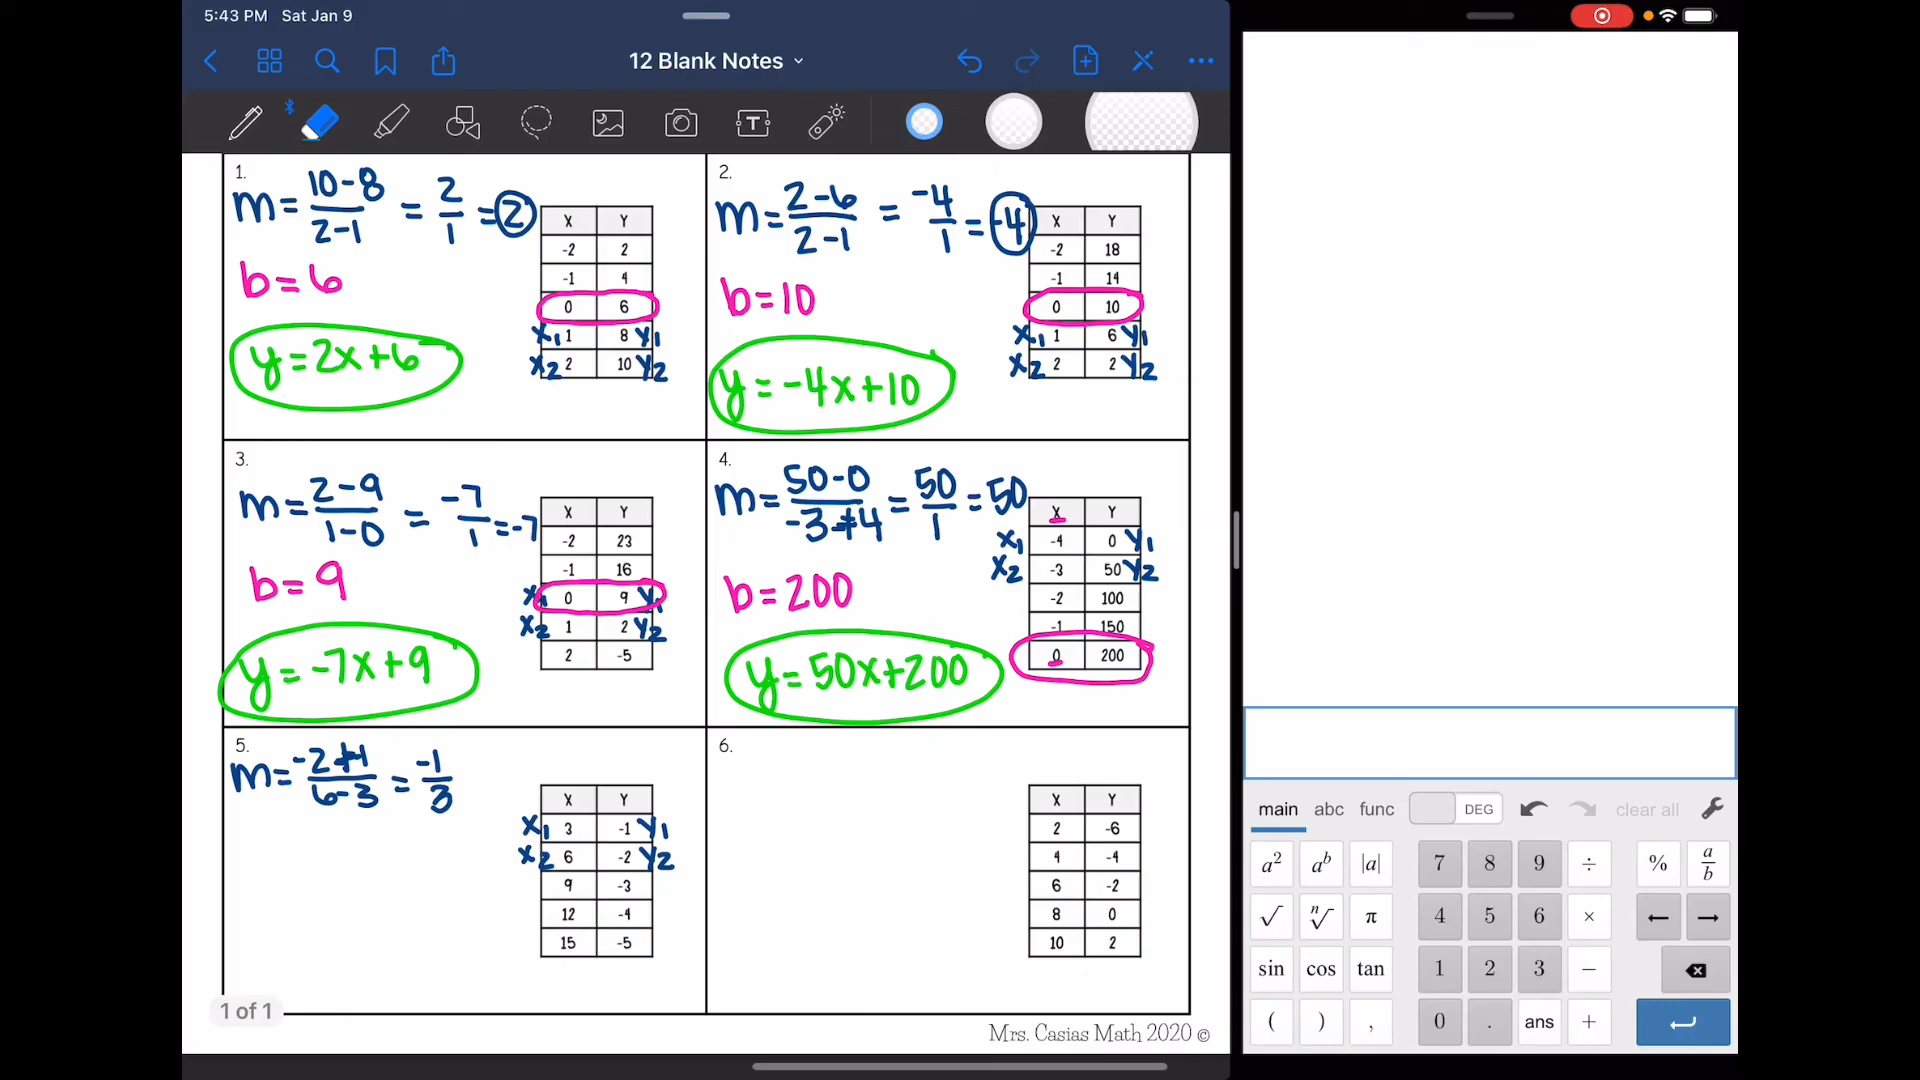 5:43 PM Sat Jan 9
12 Blank Notes
1.
m = 10-8 / 2-1 = 2/1 = 2
b = 6
y = 2x+6
X Y
-2 2
-1 4
0 6
x1 1 8 y1
x2 2 10 y2
2.
m = 2-6 / 2-1 = -4/1 = -4
b = 10
y = -4x+10
X Y
-2 18
-1 14
0 10
x1 1 6 y1
x2 2 2 y2
3.
m = 2-9 / 1-0 = -7/1 = -7
b = 9
y = -7x+9
X Y
-2 23
-1 16
x1 0 9 y1
x2 1 2 y2
2 -5
4.
m = 50-0 / -3+4 = 50/1 = 50
b = 200
y = 50x+200
X Y
x1 -4 0 y1
x2 -3 50 y2
-2 100
-1 150
0 200
5.
m = -2+1 / 6-3 = -1/3
X Y
x1 3 -1 y1
x2 6 -2 y2
9 -3
12 -4
15 -5
6.
X Y
2 -6
4 -4
6 -2
8 0
10 2
1 of 1
Mrs. Casias Math 2020 ©
main abc func DEG clear all
a² aᵇ |a| 7 8 9 ÷ % a/b
√ ⁿ√ π 4 5 6 × ← →
sin cos tan 1 2 3 −
( ) , 0 . ans +